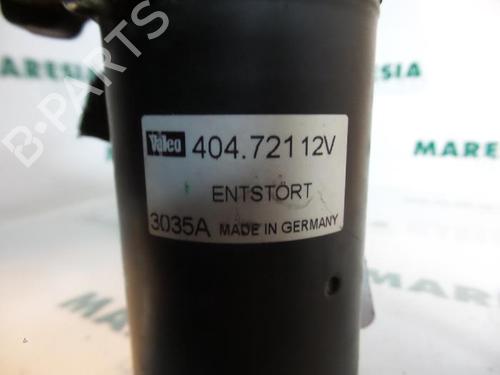 Valeo 404.721 12V
ENTSTÖRT
3035A MADE IN GERMANY
B-PARTS
MARESIA
MARESIA